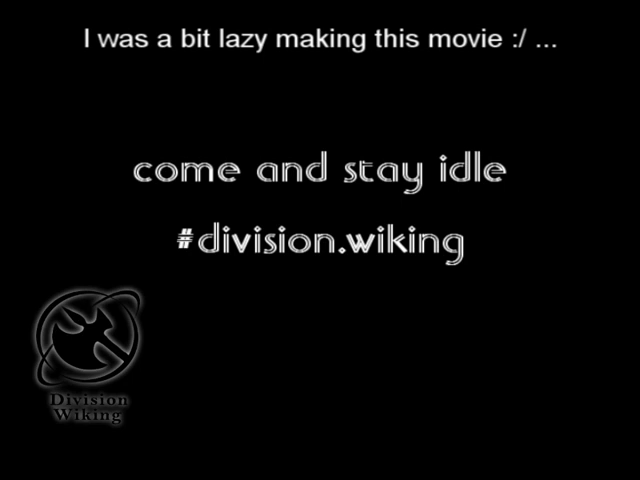 I was a bit lazy making this movie :/ ...
come and stay idle
#division.wiking
Division
Wiking